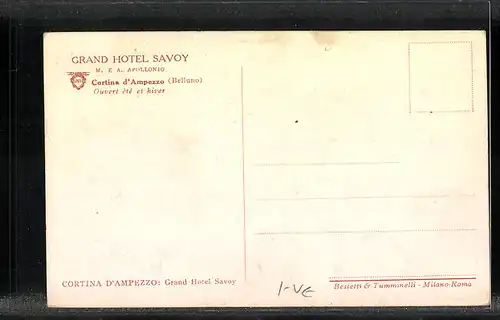 GRAND HOTEL SAVOY
M. E A. APOLLONIO
Cortina d'Ampezzo (Belluno)
Ouvert été et hiver
CORTINA D'AMPEZZO: Grand Hotel Savoy
I-VE
Bestetti & Tumminelli - Milano-Roma